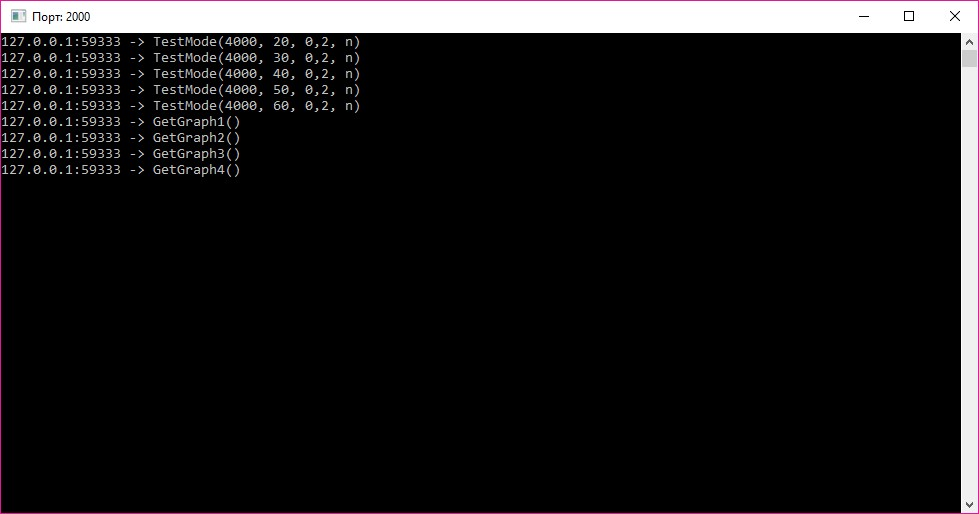 Порт: 2000
127.0.0.1:59333 -> TestMode(4000, 20, 0,2, n)
127.0.0.1:59333 -> TestMode(4000, 30, 0,2, n)
127.0.0.1:59333 -> TestMode(4000, 40, 0,2, n)
127.0.0.1:59333 -> TestMode(4000, 50, 0,2, n)
127.0.0.1:59333 -> TestMode(4000, 60, 0,2, n)
127.0.0.1:59333 -> GetGraph1()
127.0.0.1:59333 -> GetGraph2()
127.0.0.1:59333 -> GetGraph3()
127.0.0.1:59333 -> GetGraph4()